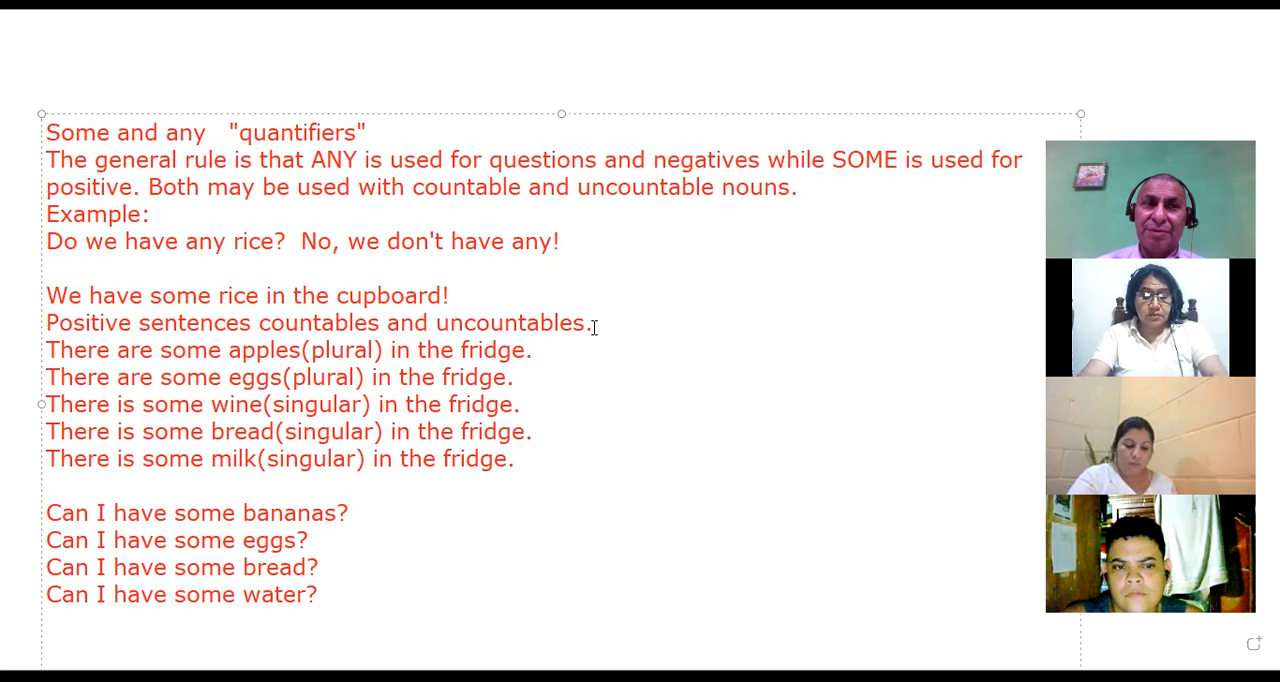 Some and any "quantifiers"
The general rule is that ANY is used for questions and negatives while SOME is used for
positive. Both may be used with countable and uncountable nouns.
Example:
Do we have any rice? No, we don't have any!
We have some rice in the cupboard!
Positive sentences countables and uncountables.
There are some apples(plural) in the fridge.
There are some eggs(plural) in the fridge.
There is some wine(singular) in the fridge.
There is some bread(singular) in the fridge.
There is some milk(singular) in the fridge.
Can I have some bananas?
Can I have some eggs?
Can I have some bread?
Can I have some water?